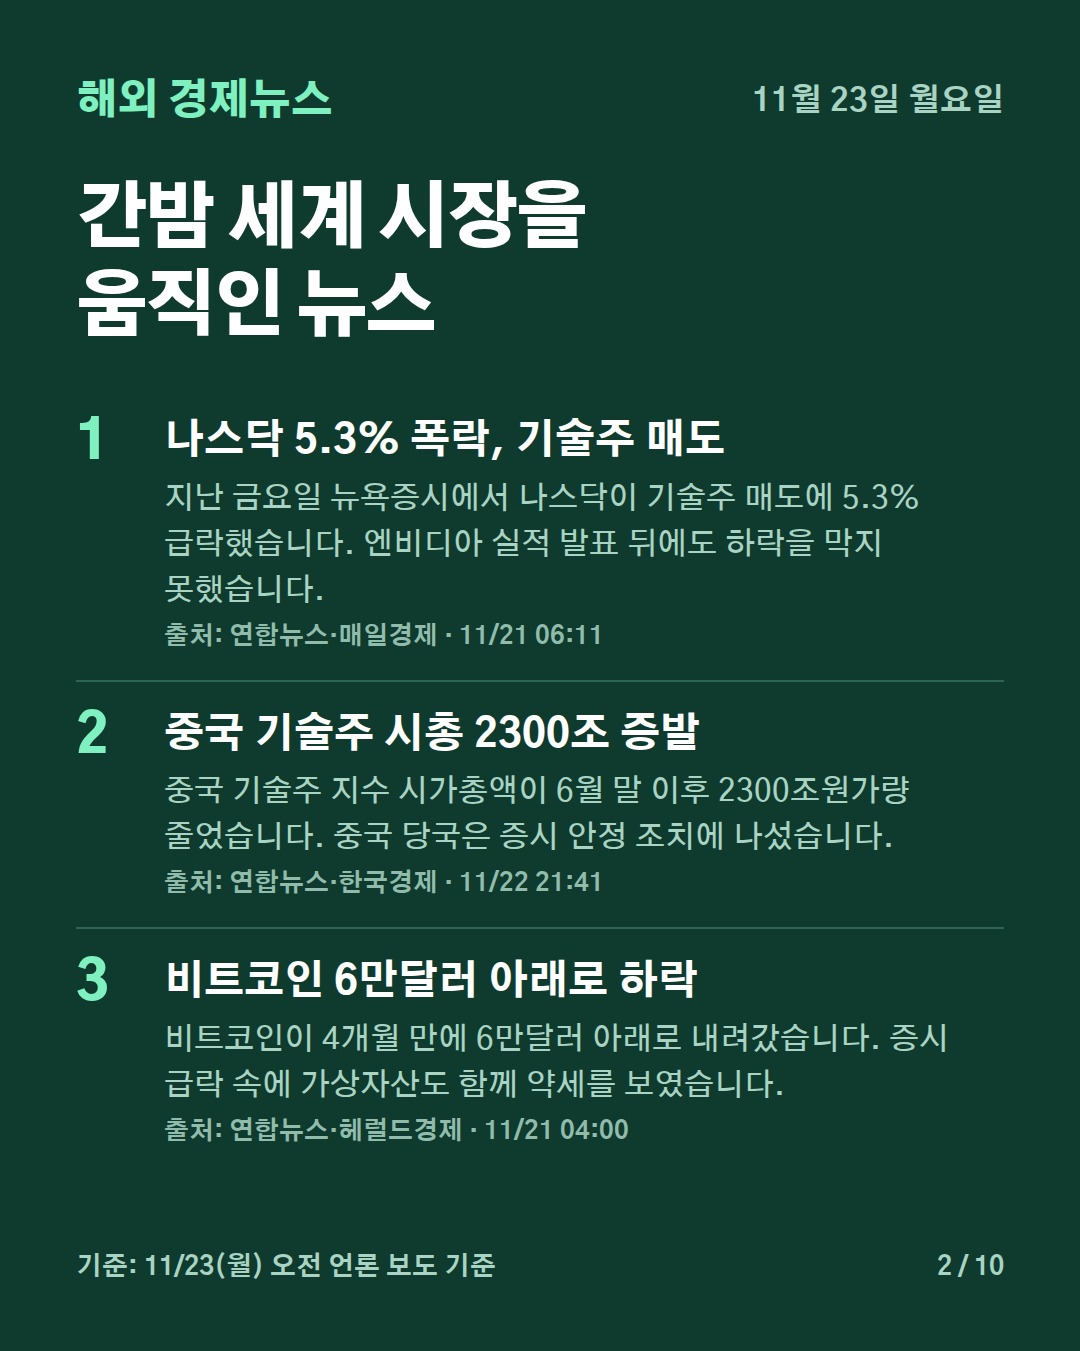 해외 경제뉴스
11월 23일 월요일
간밤 세계 시장을
움직인 뉴스
1
나스닥 5.3% 폭락, 기술주 매도
지난 금요일 뉴욕증시에서 나스닥이 기술주 매도에 5.3%
급락했습니다. 엔비디아 실적 발표 뒤에도 하락을 막지
못했습니다.
출처: 연합뉴스·매일경제 · 11/21 06:11
2
중국 기술주 시총 2300조 증발
중국 기술주 지수 시가총액이 6월 말 이후 2300조원가량
줄었습니다. 중국 당국은 증시 안정 조치에 나섰습니다.
출처: 연합뉴스·한국경제 · 11/22 21:41
3
비트코인 6만달러 아래로 하락
비트코인이 4개월 만에 6만달러 아래로 내려갔습니다. 증시
급락 속에 가상자산도 함께 약세를 보였습니다.
출처: 연합뉴스·헤럴드경제 · 11/21 04:00
기준: 11/23(월) 오전 언론 보도 기준
2 / 10